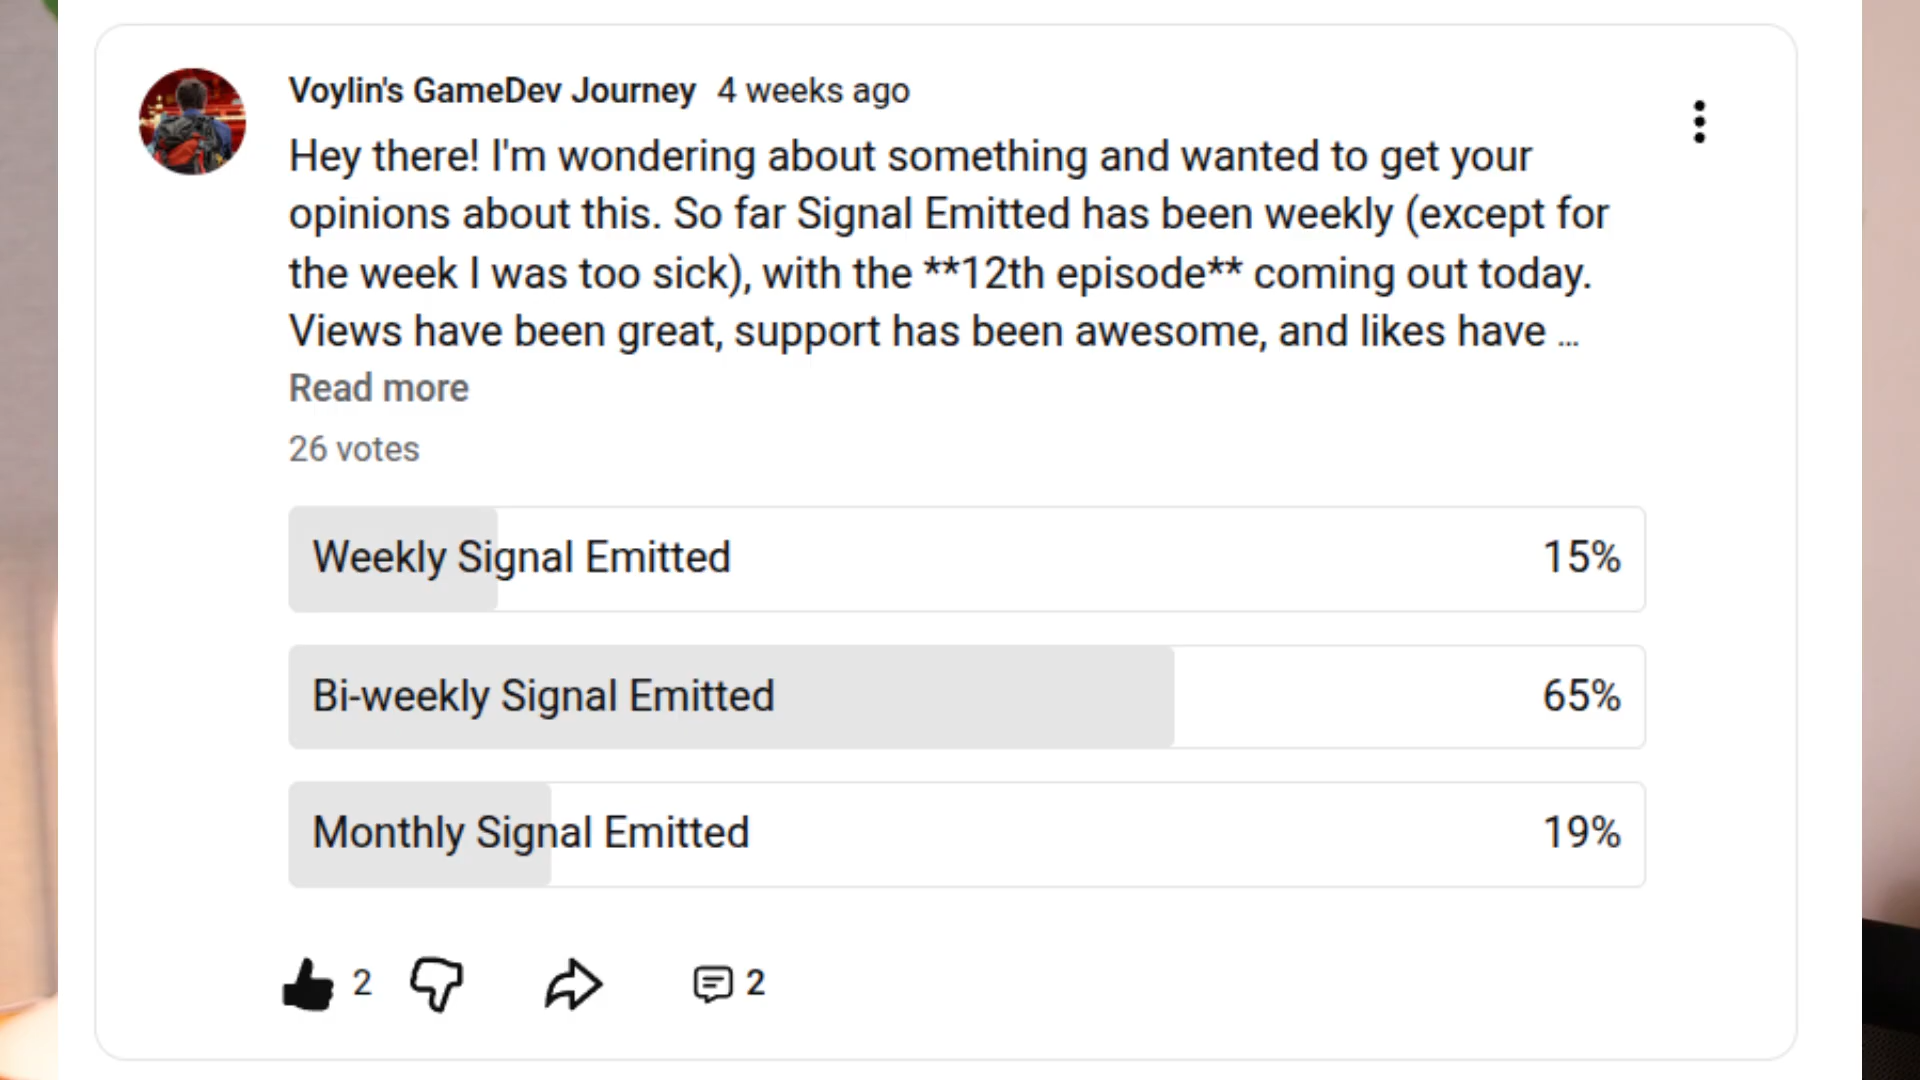 Voylin's GameDev Journey 4 weeks ago
Hey there! I'm wondering about something and wanted to get your
opinions about this. So far Signal Emitted has been weekly (except for
the week I was too sick), with the **12th episode** coming out today.
Views have been great, support has been awesome, and likes have ...
Read more
26 votes
Weekly Signal Emitted 15%
Bi-weekly Signal Emitted 65%
Monthly Signal Emitted 19%
2 2